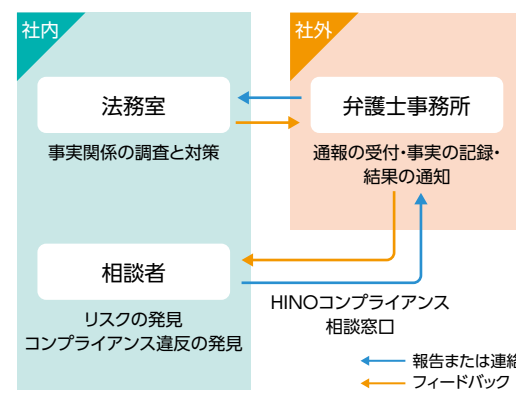 社内
社外
法務室
弁護士事務所
事実関係の調査と対策
通報の受付・事実の記録・
結果の通知
相談者
リスクの発見
コンプライアンス違反の発見
HINOコンプライアンス
相談窓口
報告または連絡
フィードバック